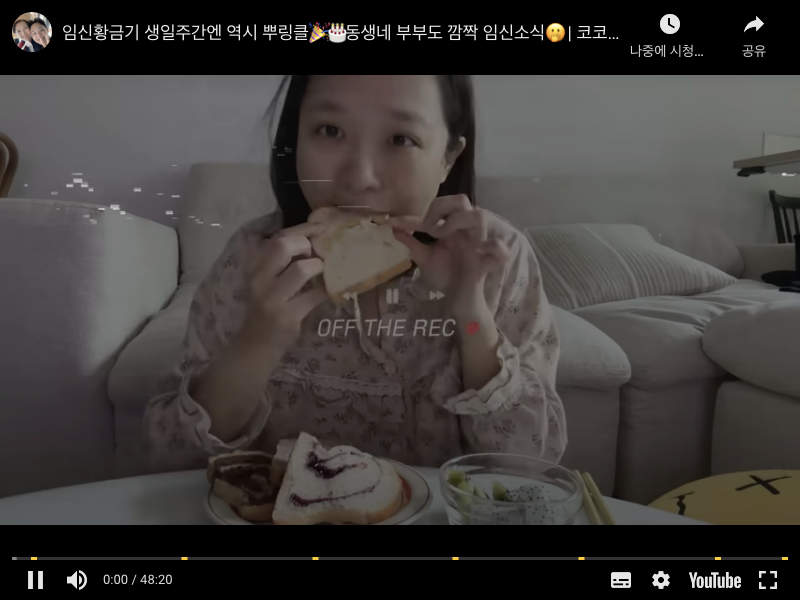 임신황금기 생일주간엔 역시 뿌링클🎉🎂동생네 부부도 깜짝 임신소식🤭| 코코...
나중에 시청...
공유
OFF THE REC
0:00 / 48:20
YouTube